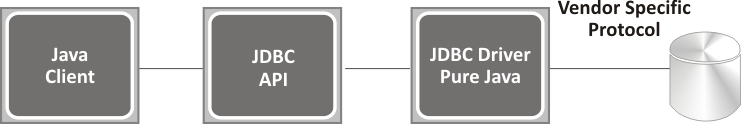 Java
Client
JDBC
API
JDBC Driver
Pure Java
Vendor Specific
Protocol